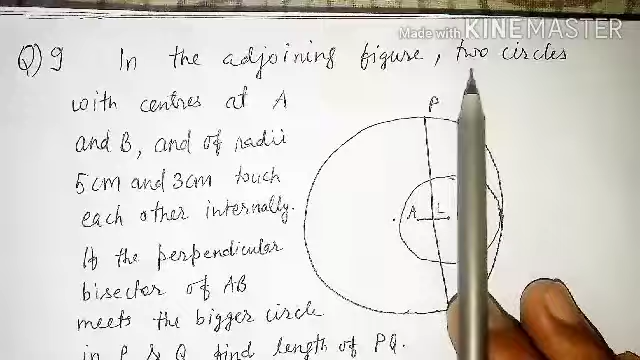 Made with KINEMASTER
Q) 9 In the adjoining figure, two circles
with centres at A
and B, and of radii
5 cm and 3 cm touch
each other internally.
If the perpendicular
bisector of AB
meets the bigger circle
in P & Q find length of PQ.
P
A L